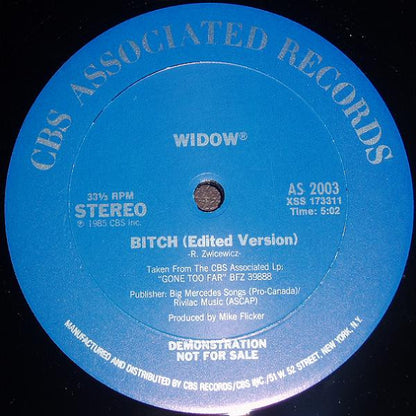 CBS ASSOCIATED RECORDS
WIDOW®
33⅓ RPM
STEREO
℗ 1985 CBS Inc.
AS 2003
XSS 173311
Time: 5:02
BITCH (Edited Version)
-R. Zwicewicz-
Taken From The CBS Associated Lp:
"GONE TOO FAR" BFZ 39888
Publisher: Big Mercedes Songs (Pro-Canada)/
Rivilac Music (ASCAP)
Produced by Mike Flicker
DEMONSTRATION
NOT FOR SALE
MANUFACTURED AND DISTRIBUTED BY CBS RECORDS/CBS INC./51 W. 52 STREET, NEW YORK, N.Y.